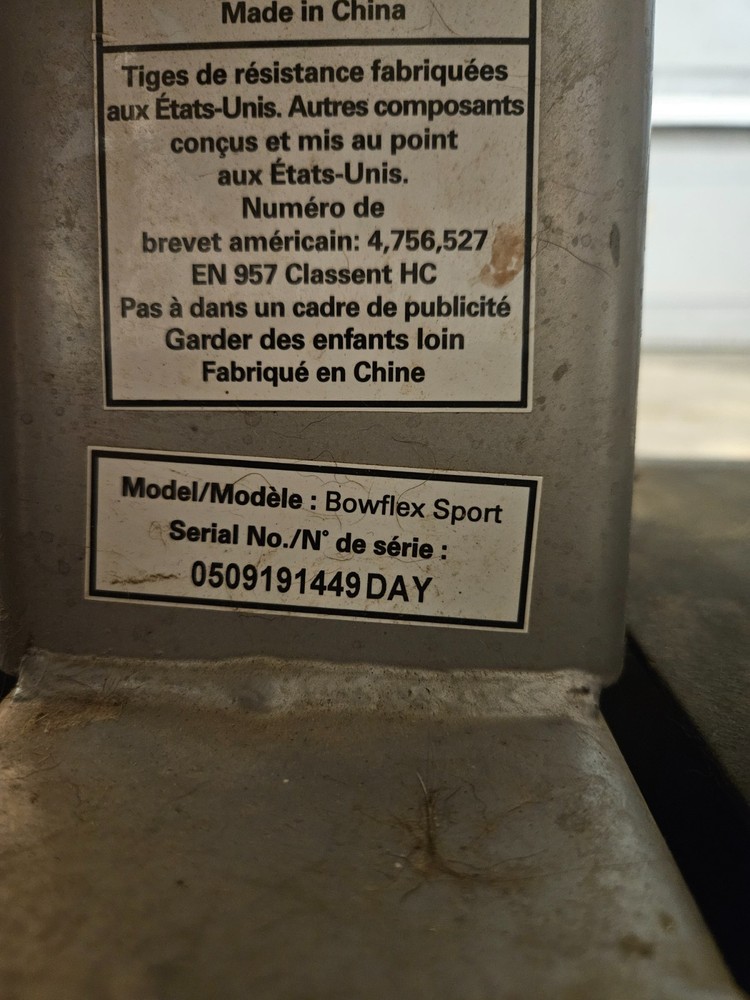 Made in China
Tiges de résistance fabriquées
aux États-Unis. Autres composants
conçus et mis au point
aux États-Unis.
Numéro de
brevet américain: 4,756,527
EN 957 Classent HC
Pas à dans un cadre de publicité
Garder des enfants loin
Fabriqué en Chine
Model/Modèle : Bowflex Sport
Serial No./N° de série :
0509191449DAY